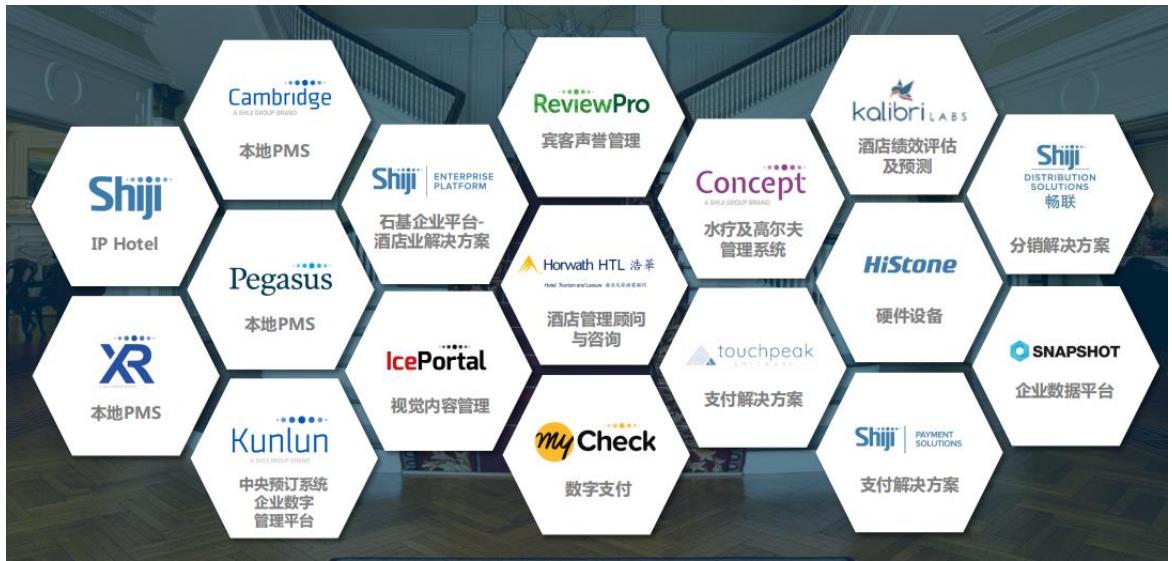 Cambridge
A SHIJI GROUP BRAND
本地PMS
Shiji
IP Hotel
Pegasus
本地PMS
XR
本地PMS
Kunlun
A SHIJI GROUP BRAND
中央预订系统
企业数字
管理平台
Shiji
ENTERPRISE
PLATFORM
石基企业平台-
酒店业解决方案
IcePortal
视觉内容管理
ReviewPro
宾客声誉管理
Horwath HTL 浩華
Hotel, Tourism and Leisure
酒店管理顾问
与咨询
my Check
数字支付
Concept
A SHIJI GROUP BRAND
水疗及高尔夫
管理系统
touchpeak
SOFTWARE
支付解决方案
kalibri LABS
酒店绩效评估
及预测
HiStone
硬件设备
Shiji
PAYMENT
SOLUTIONS
支付解决方案
Shiji
DISTRIBUTION
SOLUTIONS
畅联
分销解决方案
SNAPSHOT
企业数据平台